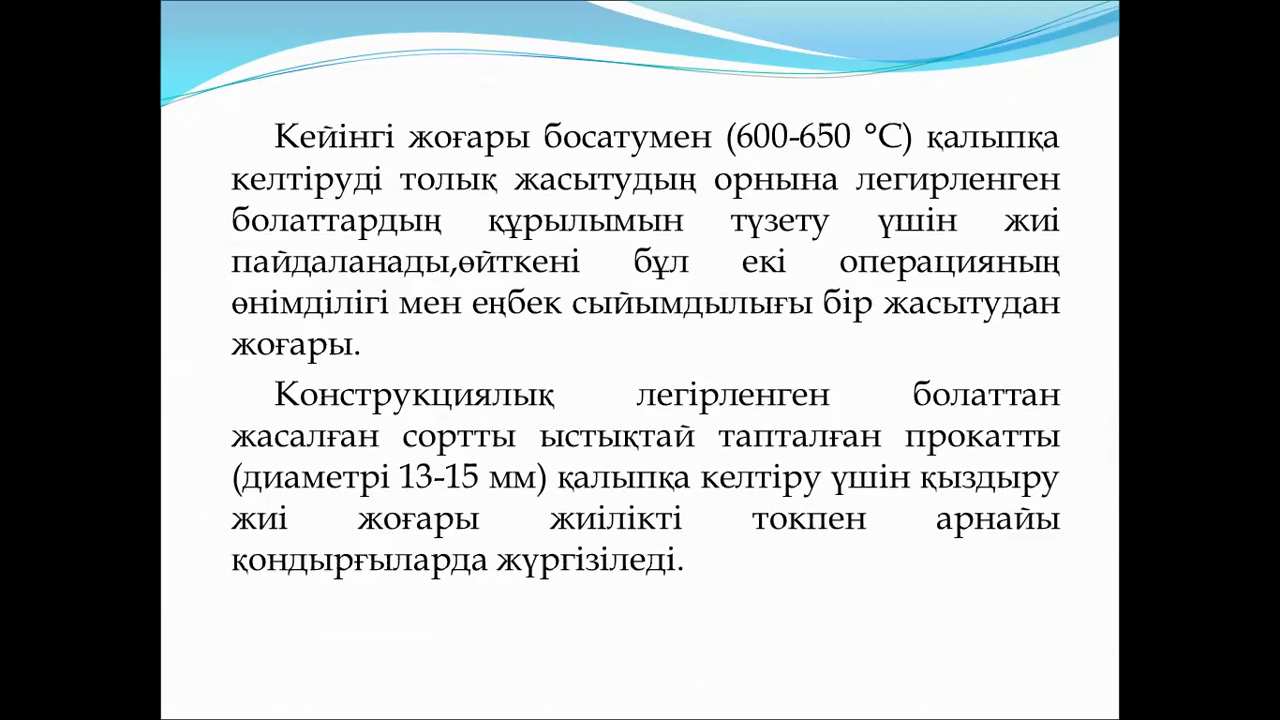 Кейінгі жоғары босатумен (600-650 °С) қалыпқа
келтіруді толық жасытудың орнына легирленген
болаттардың құрылымын түзету үшін жиі
пайдаланады,өйткені бұл екі операцияның
өнімділігі мен еңбек сыйымдылығы бір жасытудан
жоғары.
Конструкциялық легірленген болаттан
жасалған сортты ыстықтай тапталған прокатты
(диаметрі 13-15 мм) қалыпқа келтіру үшін қыздыру
жиі жоғары жиілікті токпен арнайы
қондырғыларда жүргізіледі.